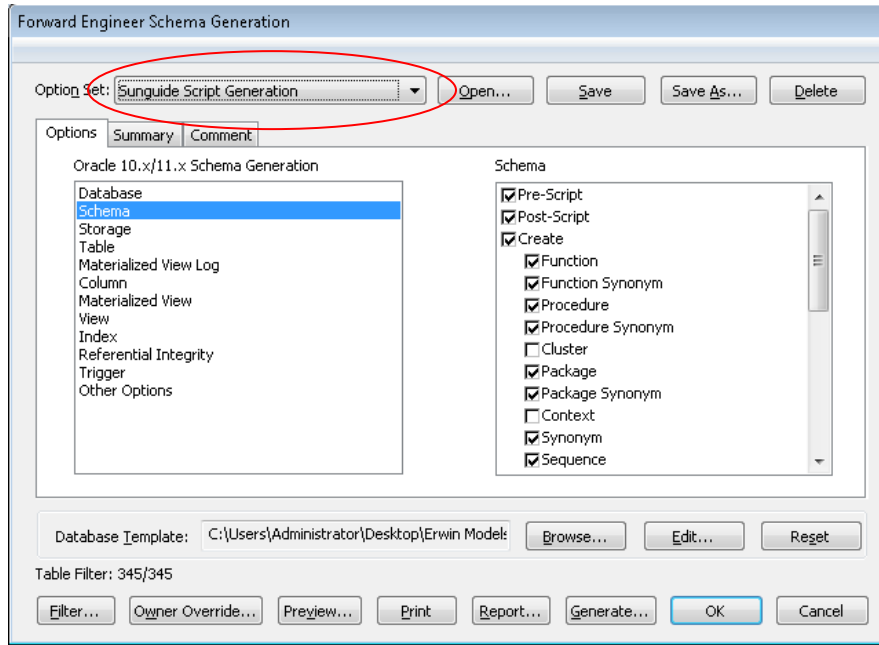 Forward Engineer Schema Generation
Option Set: Sunguide Script Generation Open... Save Save As... Delete
Options Summary Comment
Oracle 10.x/11.x Schema Generation
Database
Schema
Storage
Table
Materialized View Log
Column
Materialized View
View
Index
Referential Integrity
Trigger
Other Options
Schema
Pre-Script
Post-Script
Create
Function
Function Synonym
Procedure
Procedure Synonym
Cluster
Package
Package Synonym
Context
Synonym
Sequence
Database Template: C:\Users\Administrator\Desktop\Erwin Models Browse... Edit... Reset
Table Filter: 345/345
Filter... Owner Override... Preview... Print Report... Generate... OK Cancel